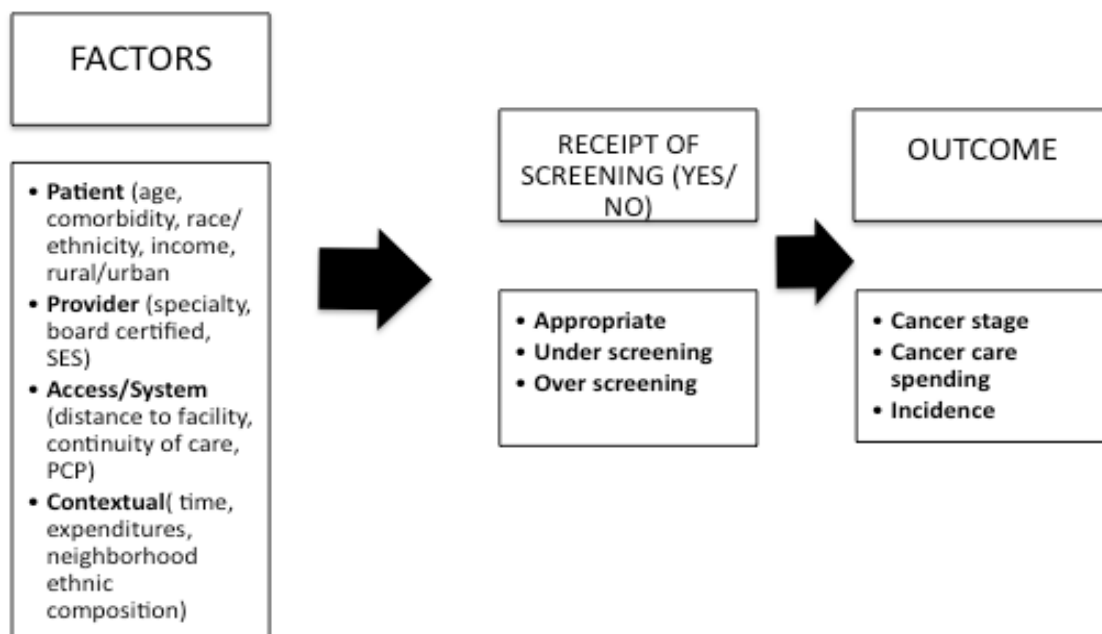 FACTORS
• Patient (age,
comorbidity, race/
ethnicity, income,
rural/urban
• Provider (specialty,
board certified,
SES)
• Access/System
(distance to facility,
continuity of care,
PCP)
• Contextual( time,
expenditures,
neighborhood
ethnic
composition)
RECEIPT OF
SCREENING (YES/
NO)
• Appropriate
• Under screening
• Over screening
OUTCOME
• Cancer stage
• Cancer care
spending
• Incidence